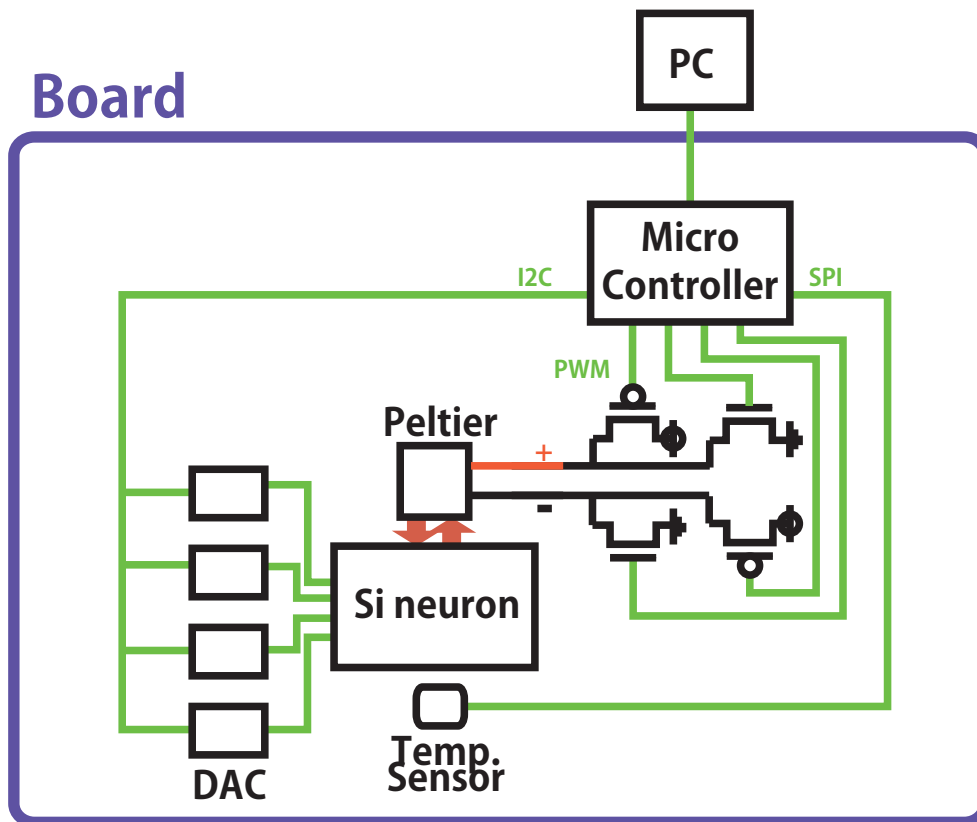 PC
Board
Micro
Controller
I2C
SPI
PWM
Peltier
+
-
Si neuron
Temp.
Sensor
DAC